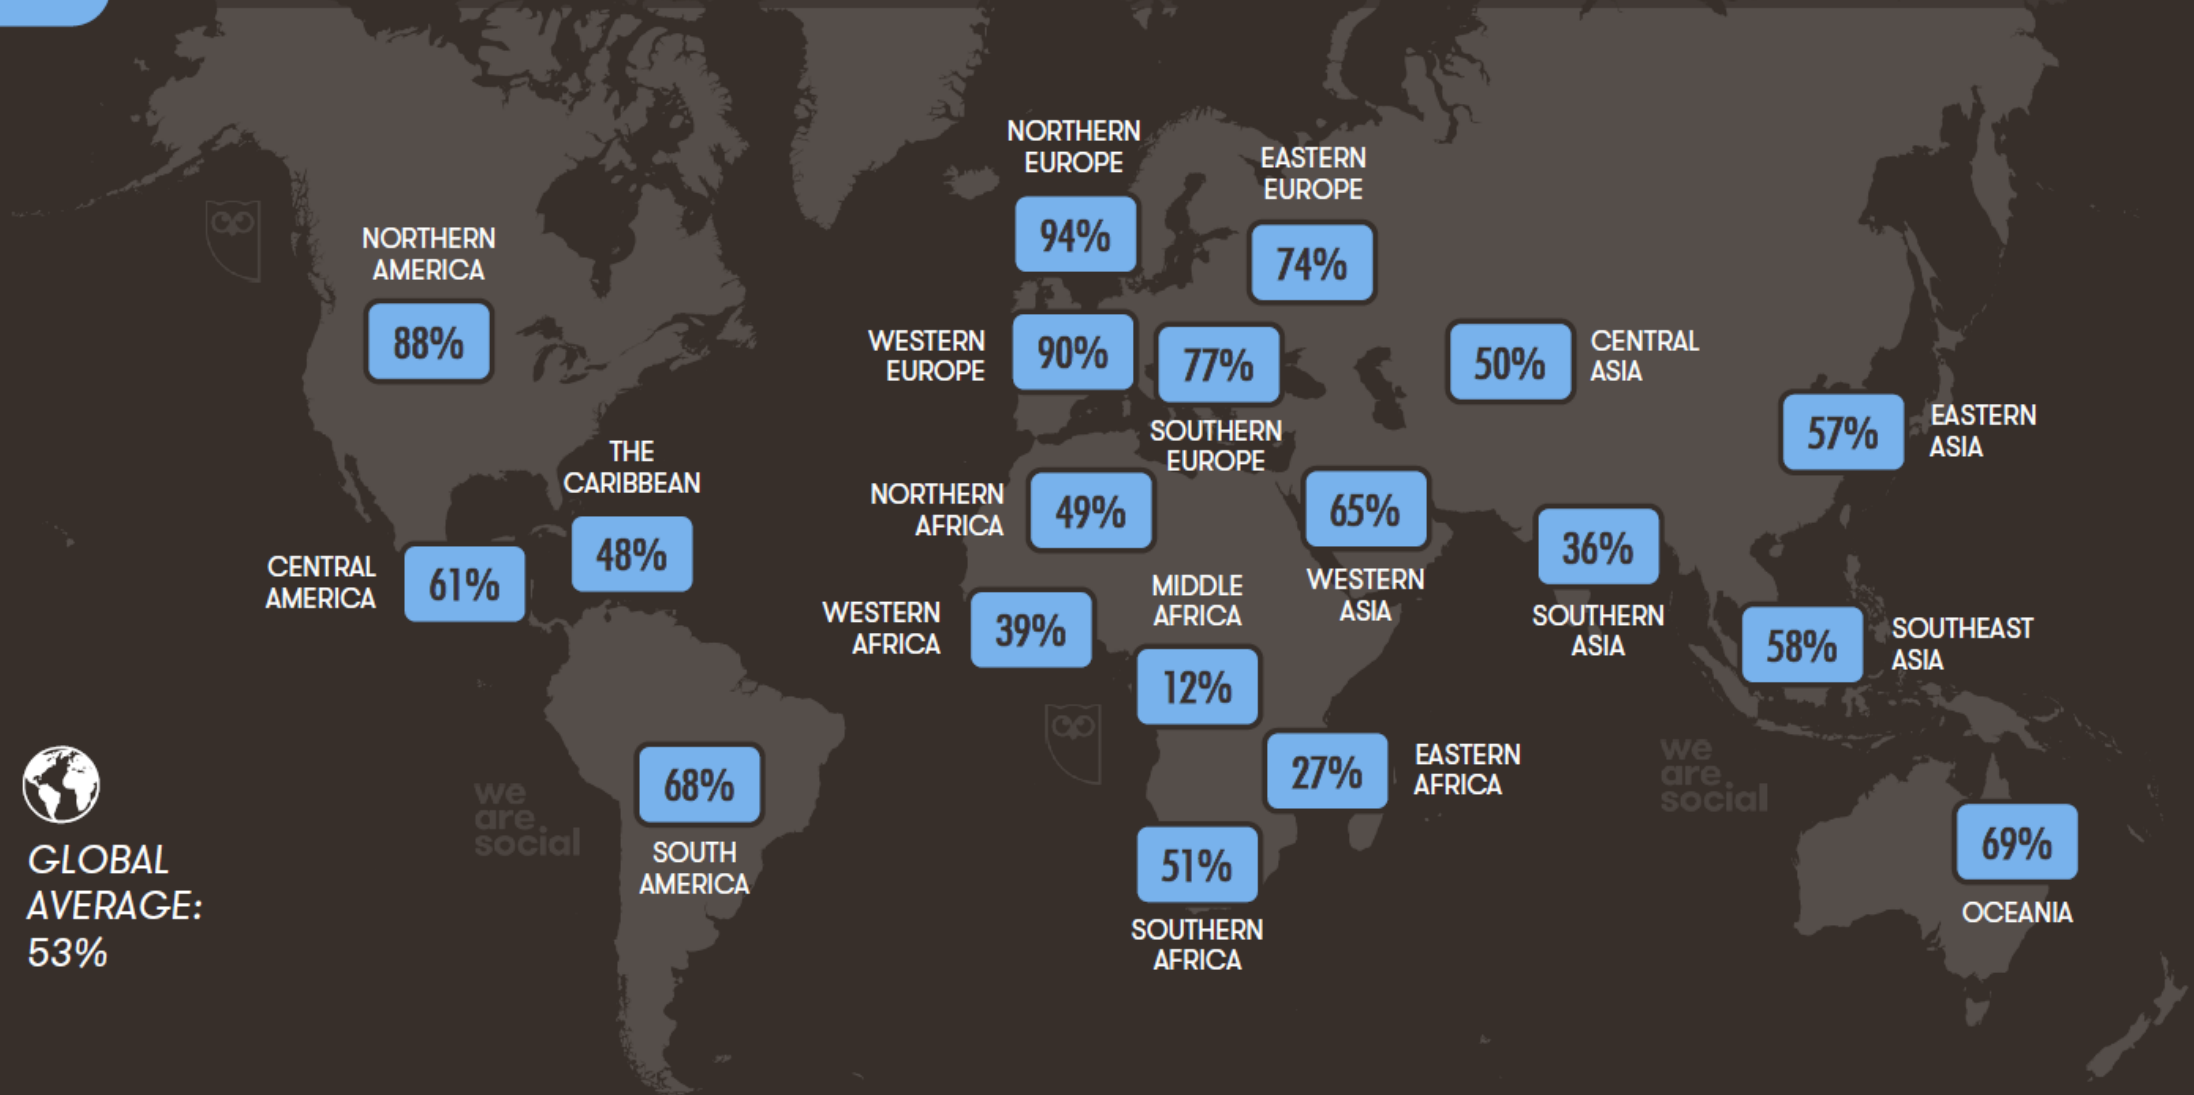 NORTHERN
EUROPE
94%
EASTERN
EUROPE
74%
NORTHERN
AMERICA
88%
WESTERN
EUROPE
90%
77%
SOUTHERN
EUROPE
50%
CENTRAL
ASIA
57%
EASTERN
ASIA
THE
CARIBBEAN
48%
NORTHERN
AFRICA
49%
65%
WESTERN
ASIA
36%
SOUTHERN
ASIA
CENTRAL
AMERICA
61%
WESTERN
AFRICA
39%
MIDDLE
AFRICA
12%
58%
SOUTHEAST
ASIA
27%
EASTERN
AFRICA
68%
SOUTH
AMERICA
we
are
social
we
are
social
51%
SOUTHERN
AFRICA
69%
OCEANIA
GLOBAL
AVERAGE:
53%